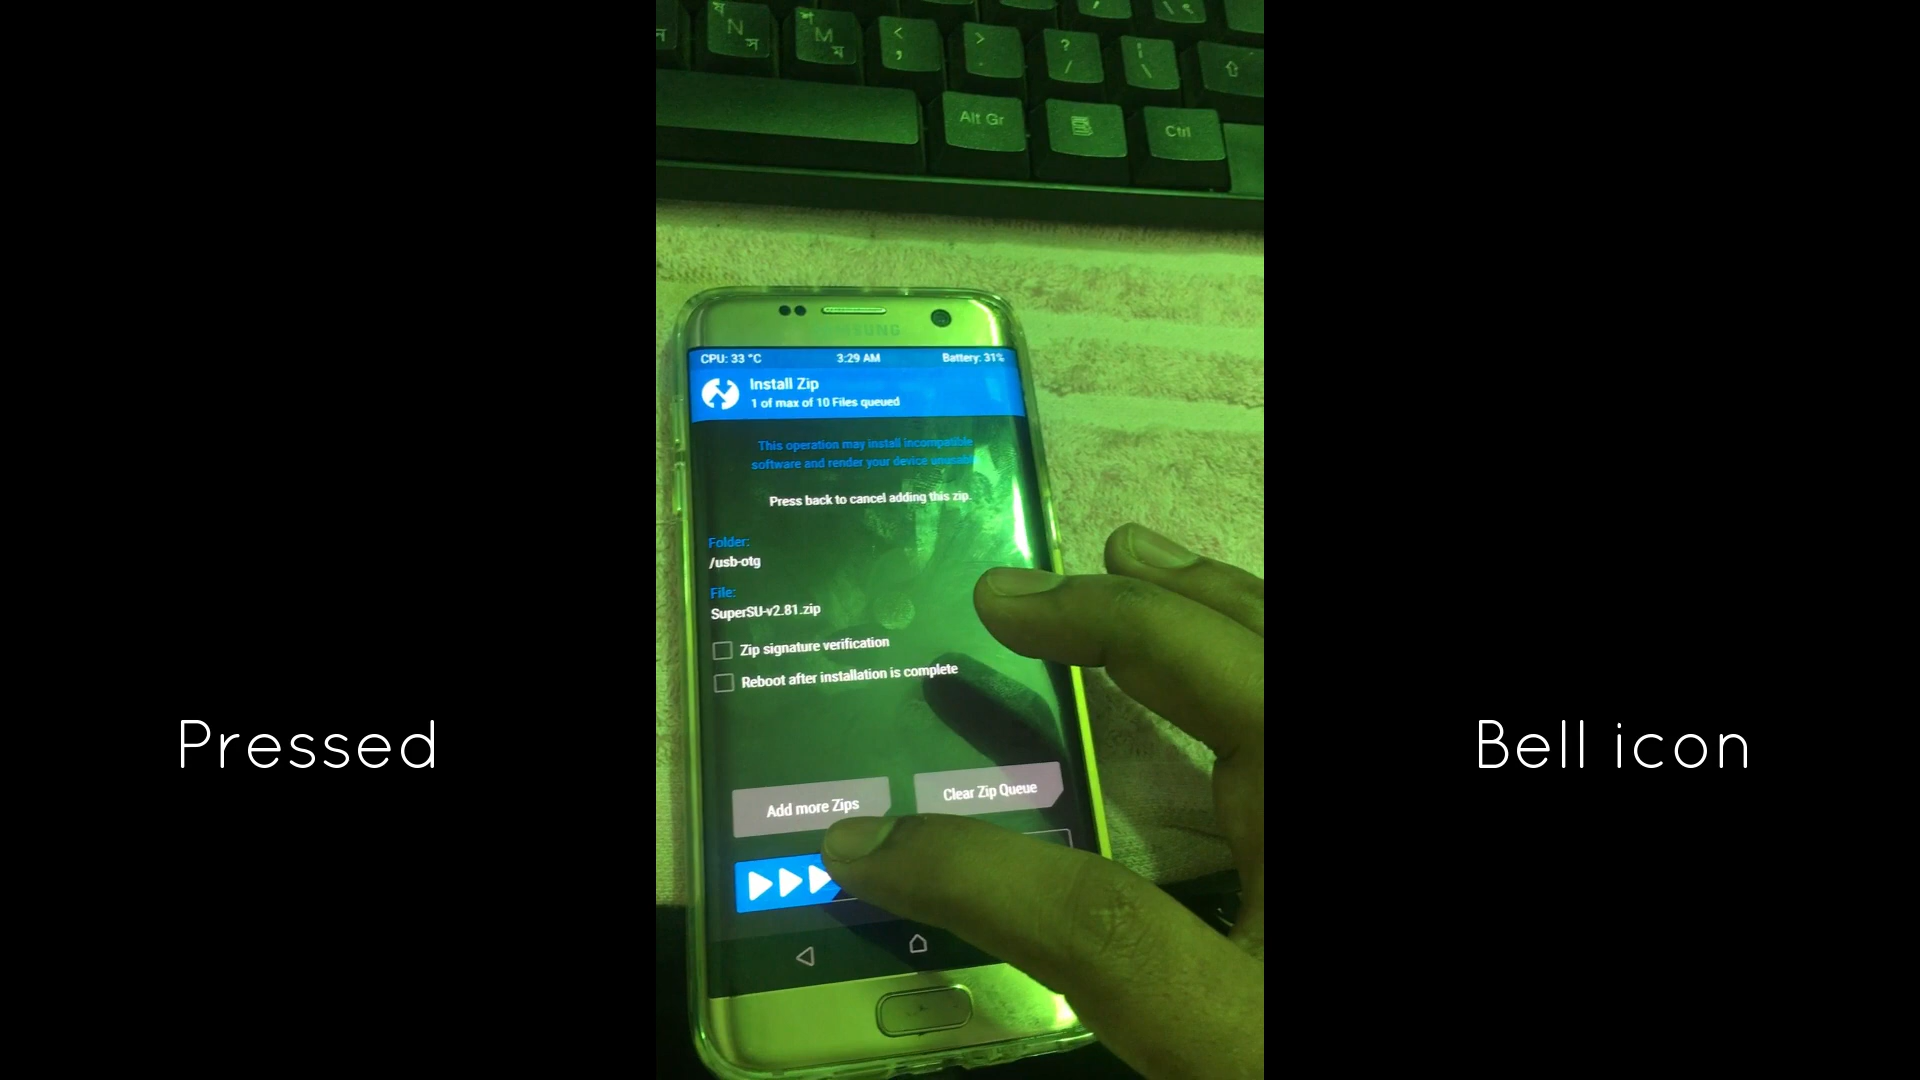 ষ N স
শ M ম
< ,
> .
? /
| \
Alt Gr
Ctrl
SAMSUNG
CPU: 33 °C 3:29 AM Battery: 31%
Install Zip
1 of max of 10 Files queued
This operation may install incompatible
software and render your device unusable
Press back to cancel adding this zip.
Folder:
/usb-otg
File:
SuperSU-v2.81.zip
Zip signature verification
Reboot after installation is complete
Pressed
Bell icon
Add more Zips
Clear Zip Queue